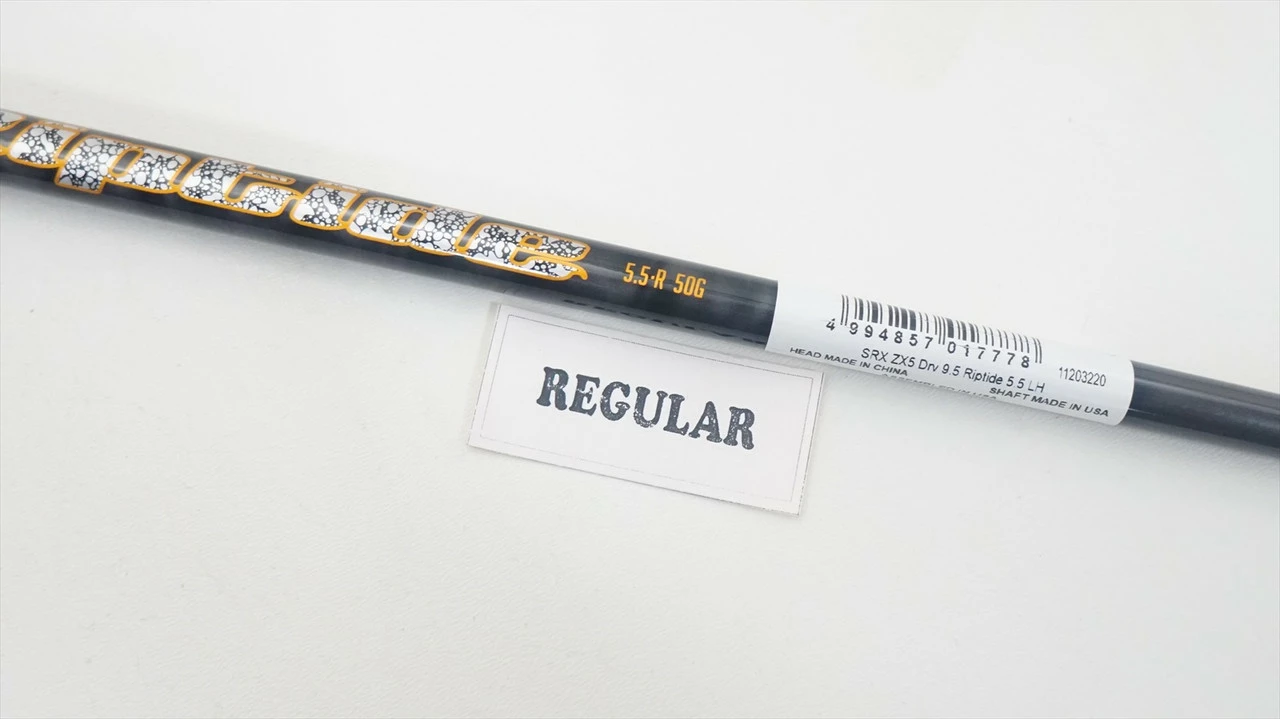 iptide
5.5·R 50G
4 994857 017778
SRX ZX5 Drv 9.5 Riptide 5.5 LH
11203220
HEAD MADE IN CHINA
SHAFT MADE IN USA
REGULAR